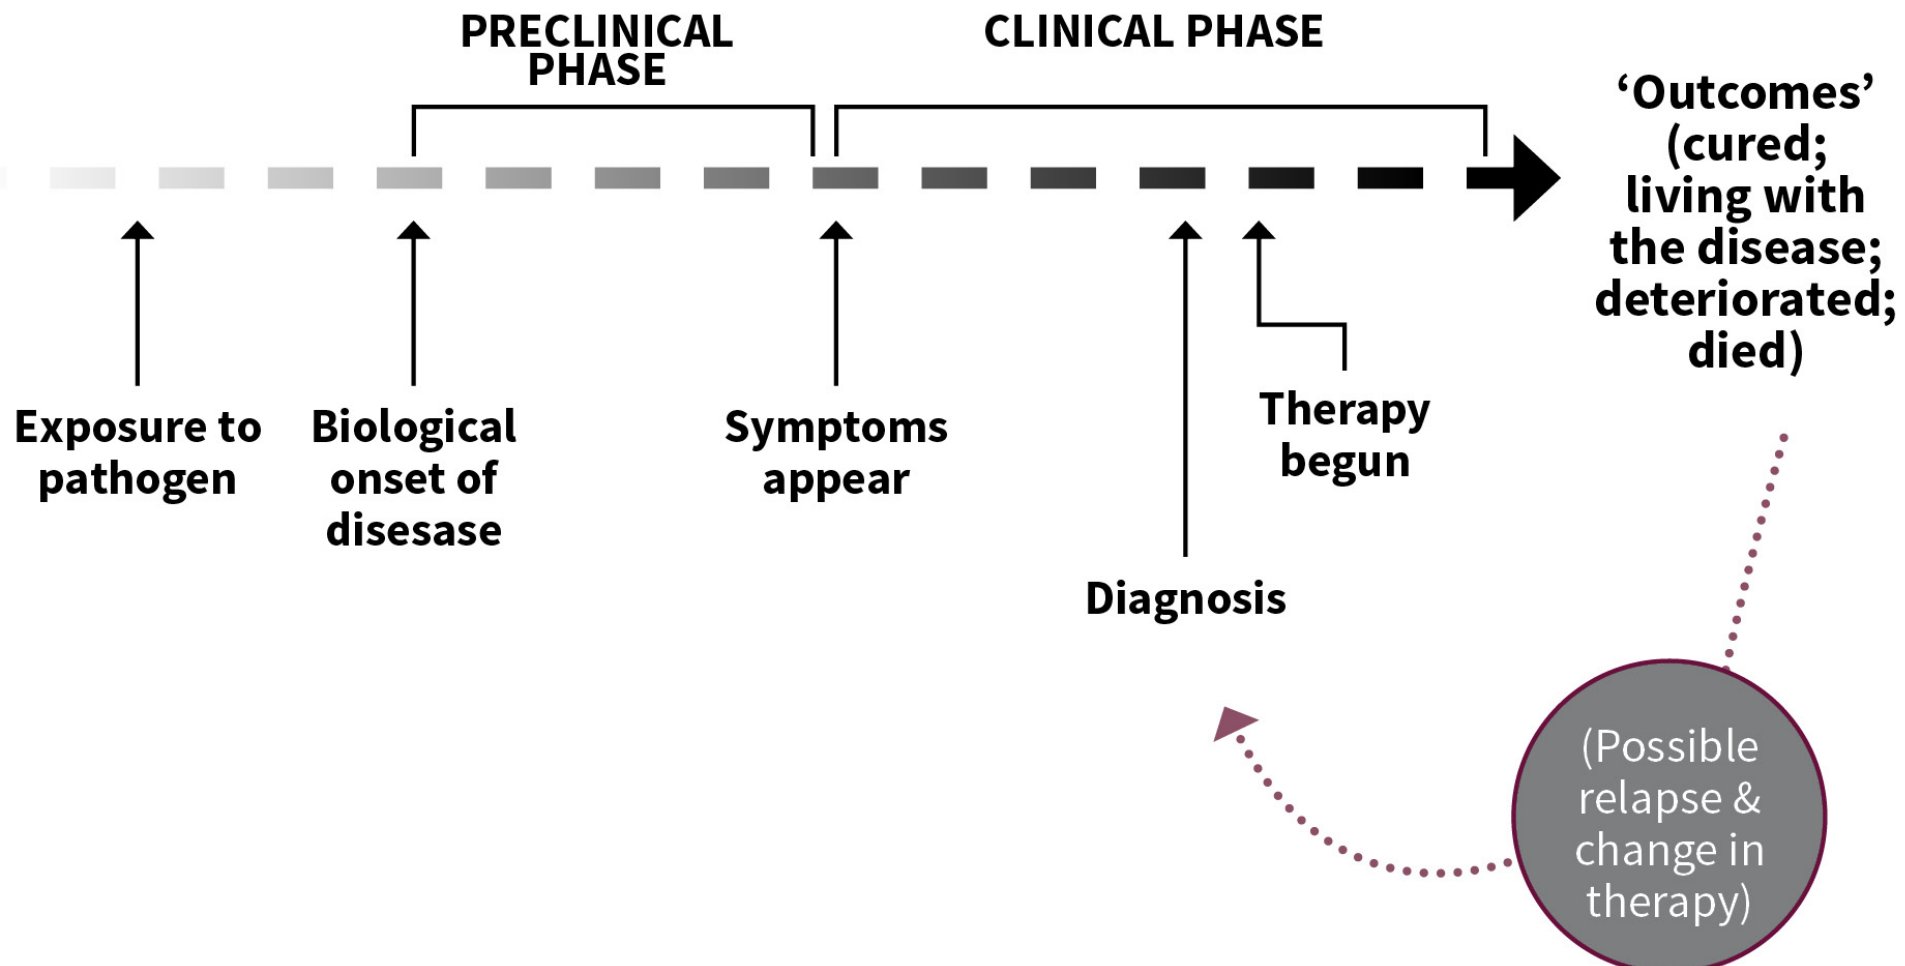 PRECLINICAL
PHASE
CLINICAL PHASE
‘Outcomes’
(cured;
living with
the disease;
deteriorated;
died)
Exposure to
pathogen
Biological
onset of
disesase
Symptoms
appear
Diagnosis
Therapy
begun
(Possible
relapse &
change in
therapy)